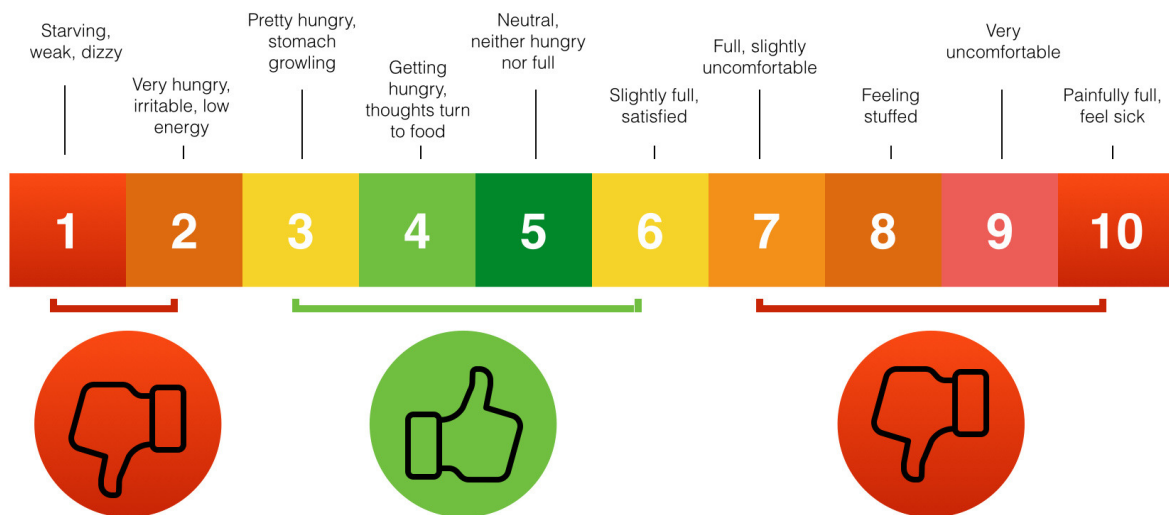 Starving,
weak, dizzy
Very hungry,
irritable, low
energy
Pretty hungry,
stomach
growling
Getting
hungry,
thoughts turn
to food
Neutral,
neither hungry
nor full
Slightly full,
satisfied
Full, slightly
uncomfortable
Feeling
stuffed
Very
uncomfortable
Painfully full,
feel sick
1 2 3 4 5 6 7 8 9 10